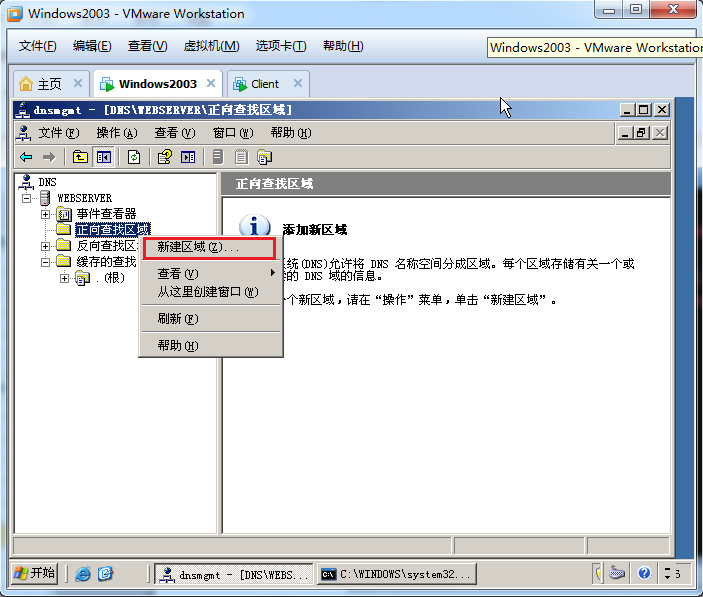 Windows2003 - VMware Workstation
文件(F) 编辑(E) 查看(V) 虚拟机(M) 选项卡(T) 帮助(H)
Windows2003 - VMware Workstation
主页 Windows2003 Client
dnsmgmt - [DNS\WEBSERVER\正向查找区域]
文件(F) 操作(A) 查看(V) 窗口(W) 帮助(H)
DNS
WEBSERVER
事件查看器
正向查找区域
反向查找区
缓存的查找
.(根)
新建区域(Z)...
查看(V)
从这里创建窗口(W)
刷新(F)
帮助(H)
正向查找区域
添加新区域
系统(DNS)允许将 DNS 名称空间分成区域。每个区域存储有关一个或
的 DNS 域的信息。
个新区域，请在“操作”菜单，单击“新建区域”。
开始 dnsmgmt - [DNS\WEBS... C:\WINDOWS\system32... 3